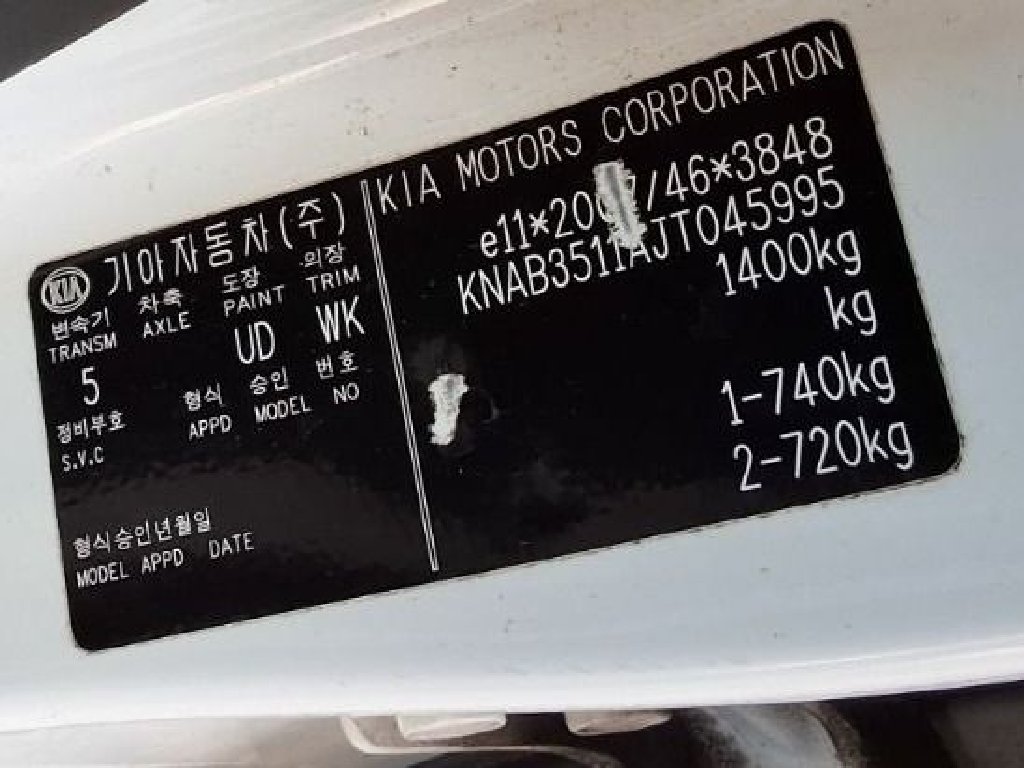 KIA 기아자동차(주)
변속기 차축 도장 의장
TRANSM AXLE PAINT TRIM
5 UD WK
정비부호 형식 승인 번호
S.V.C APPD MODEL NO
형식승인년월일
MODEL APPD DATE
KIA MOTORS CORPORATION
e11*2007/46*3848
KNAB3511AJT045995
1400kg
kg
1-740kg
2-720kg